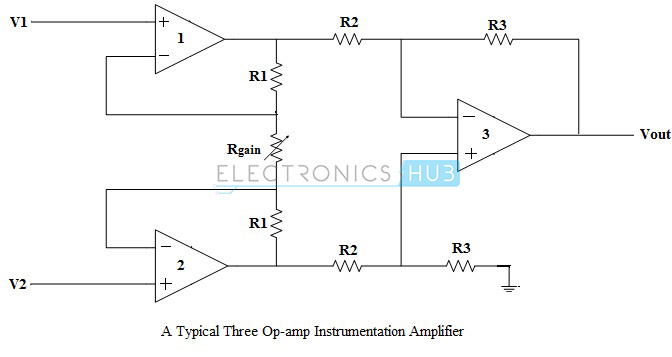 V1
+
−
1
R2
R3
R1
Rgain
−
+
3
Vout
ELECTRONICS HUB
R1
−
+
2
V2
R2
R3
A Typical Three Op-amp Instrumentation Amplifier